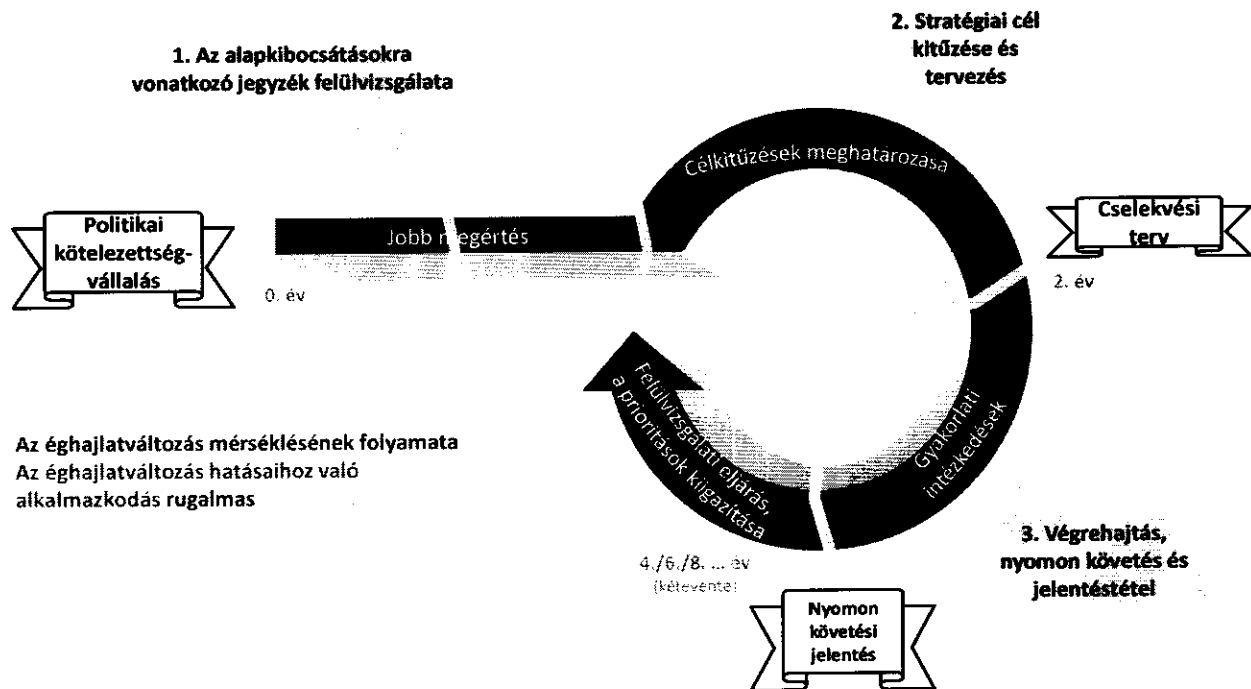 1. Az alapkibocsátásokra
vonatkozó jegyzék felülvizsgálata
2. Stratégiai cél
kitűzése és
tervezés
Célkitűzések meghatározása
Politikai
kötelezettség-
vállalás
Jobb megértés
0. év
Cselekvési
terv
2. év
Gyakorlati
intézkedések
Felülvizsgálati eljárás,
a prioritások kiigazítása
Az éghajlatváltozás mérséklésének folyamata
Az éghajlatváltozás hatásaihoz való
alkalmazkodás rugalmas
3. Végrehajtás,
nyomon követés és
jelentéstétel
4./6./8. ... év
(kétévente)
Nyomon
követési
jelentés